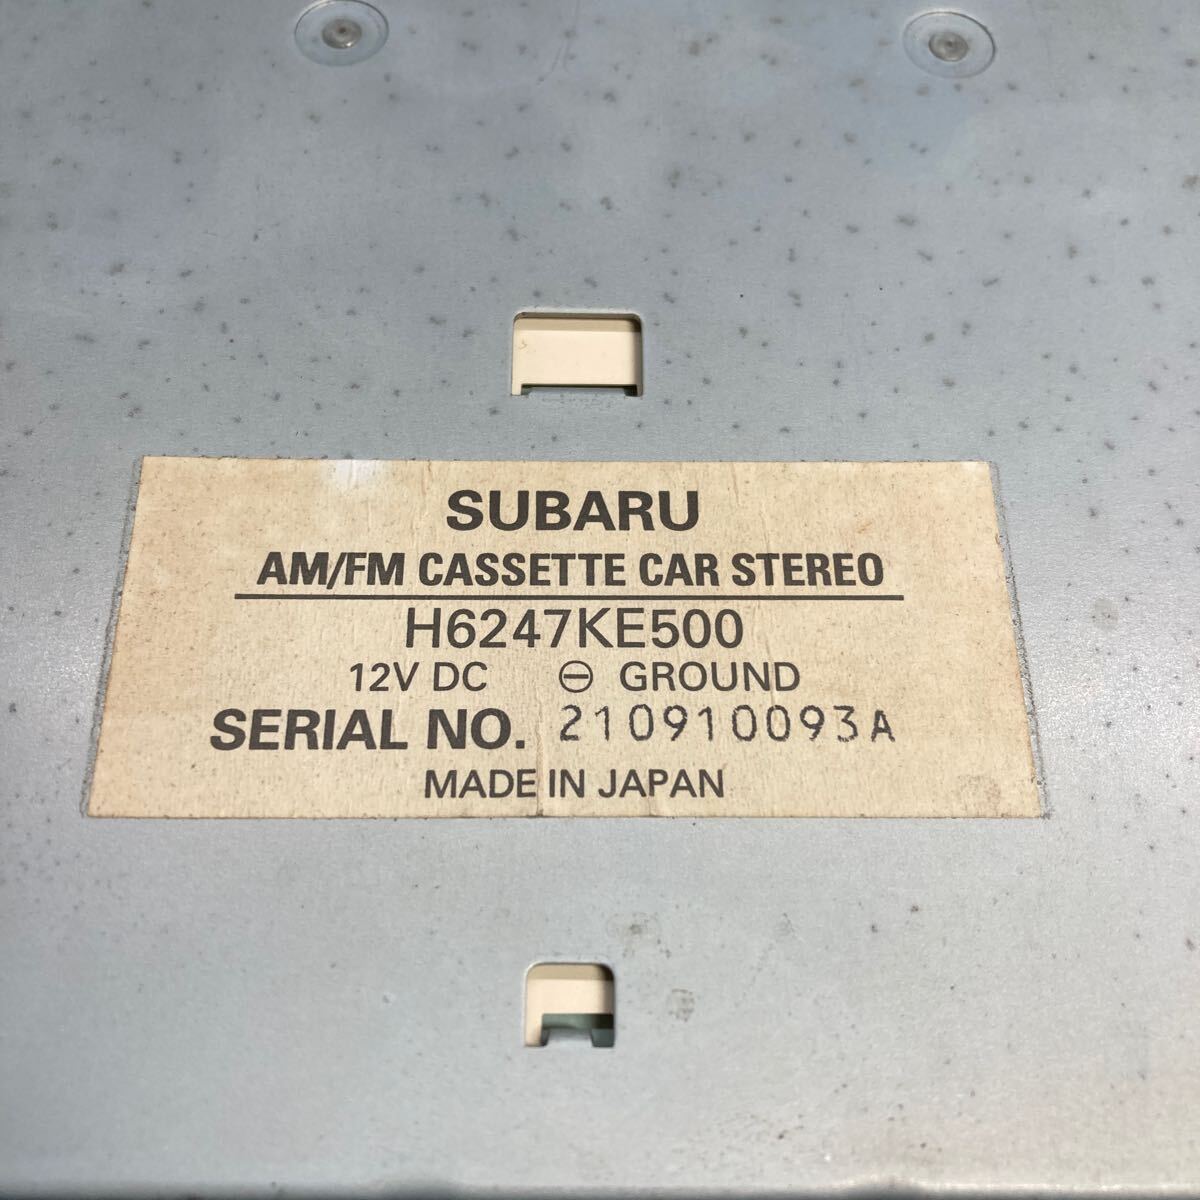 SUBARU
AM/FM CASSETTE CAR STEREO
H6247KE500
12V DC ⊖ GROUND
SERIAL NO. 210910093A
MADE IN JAPAN